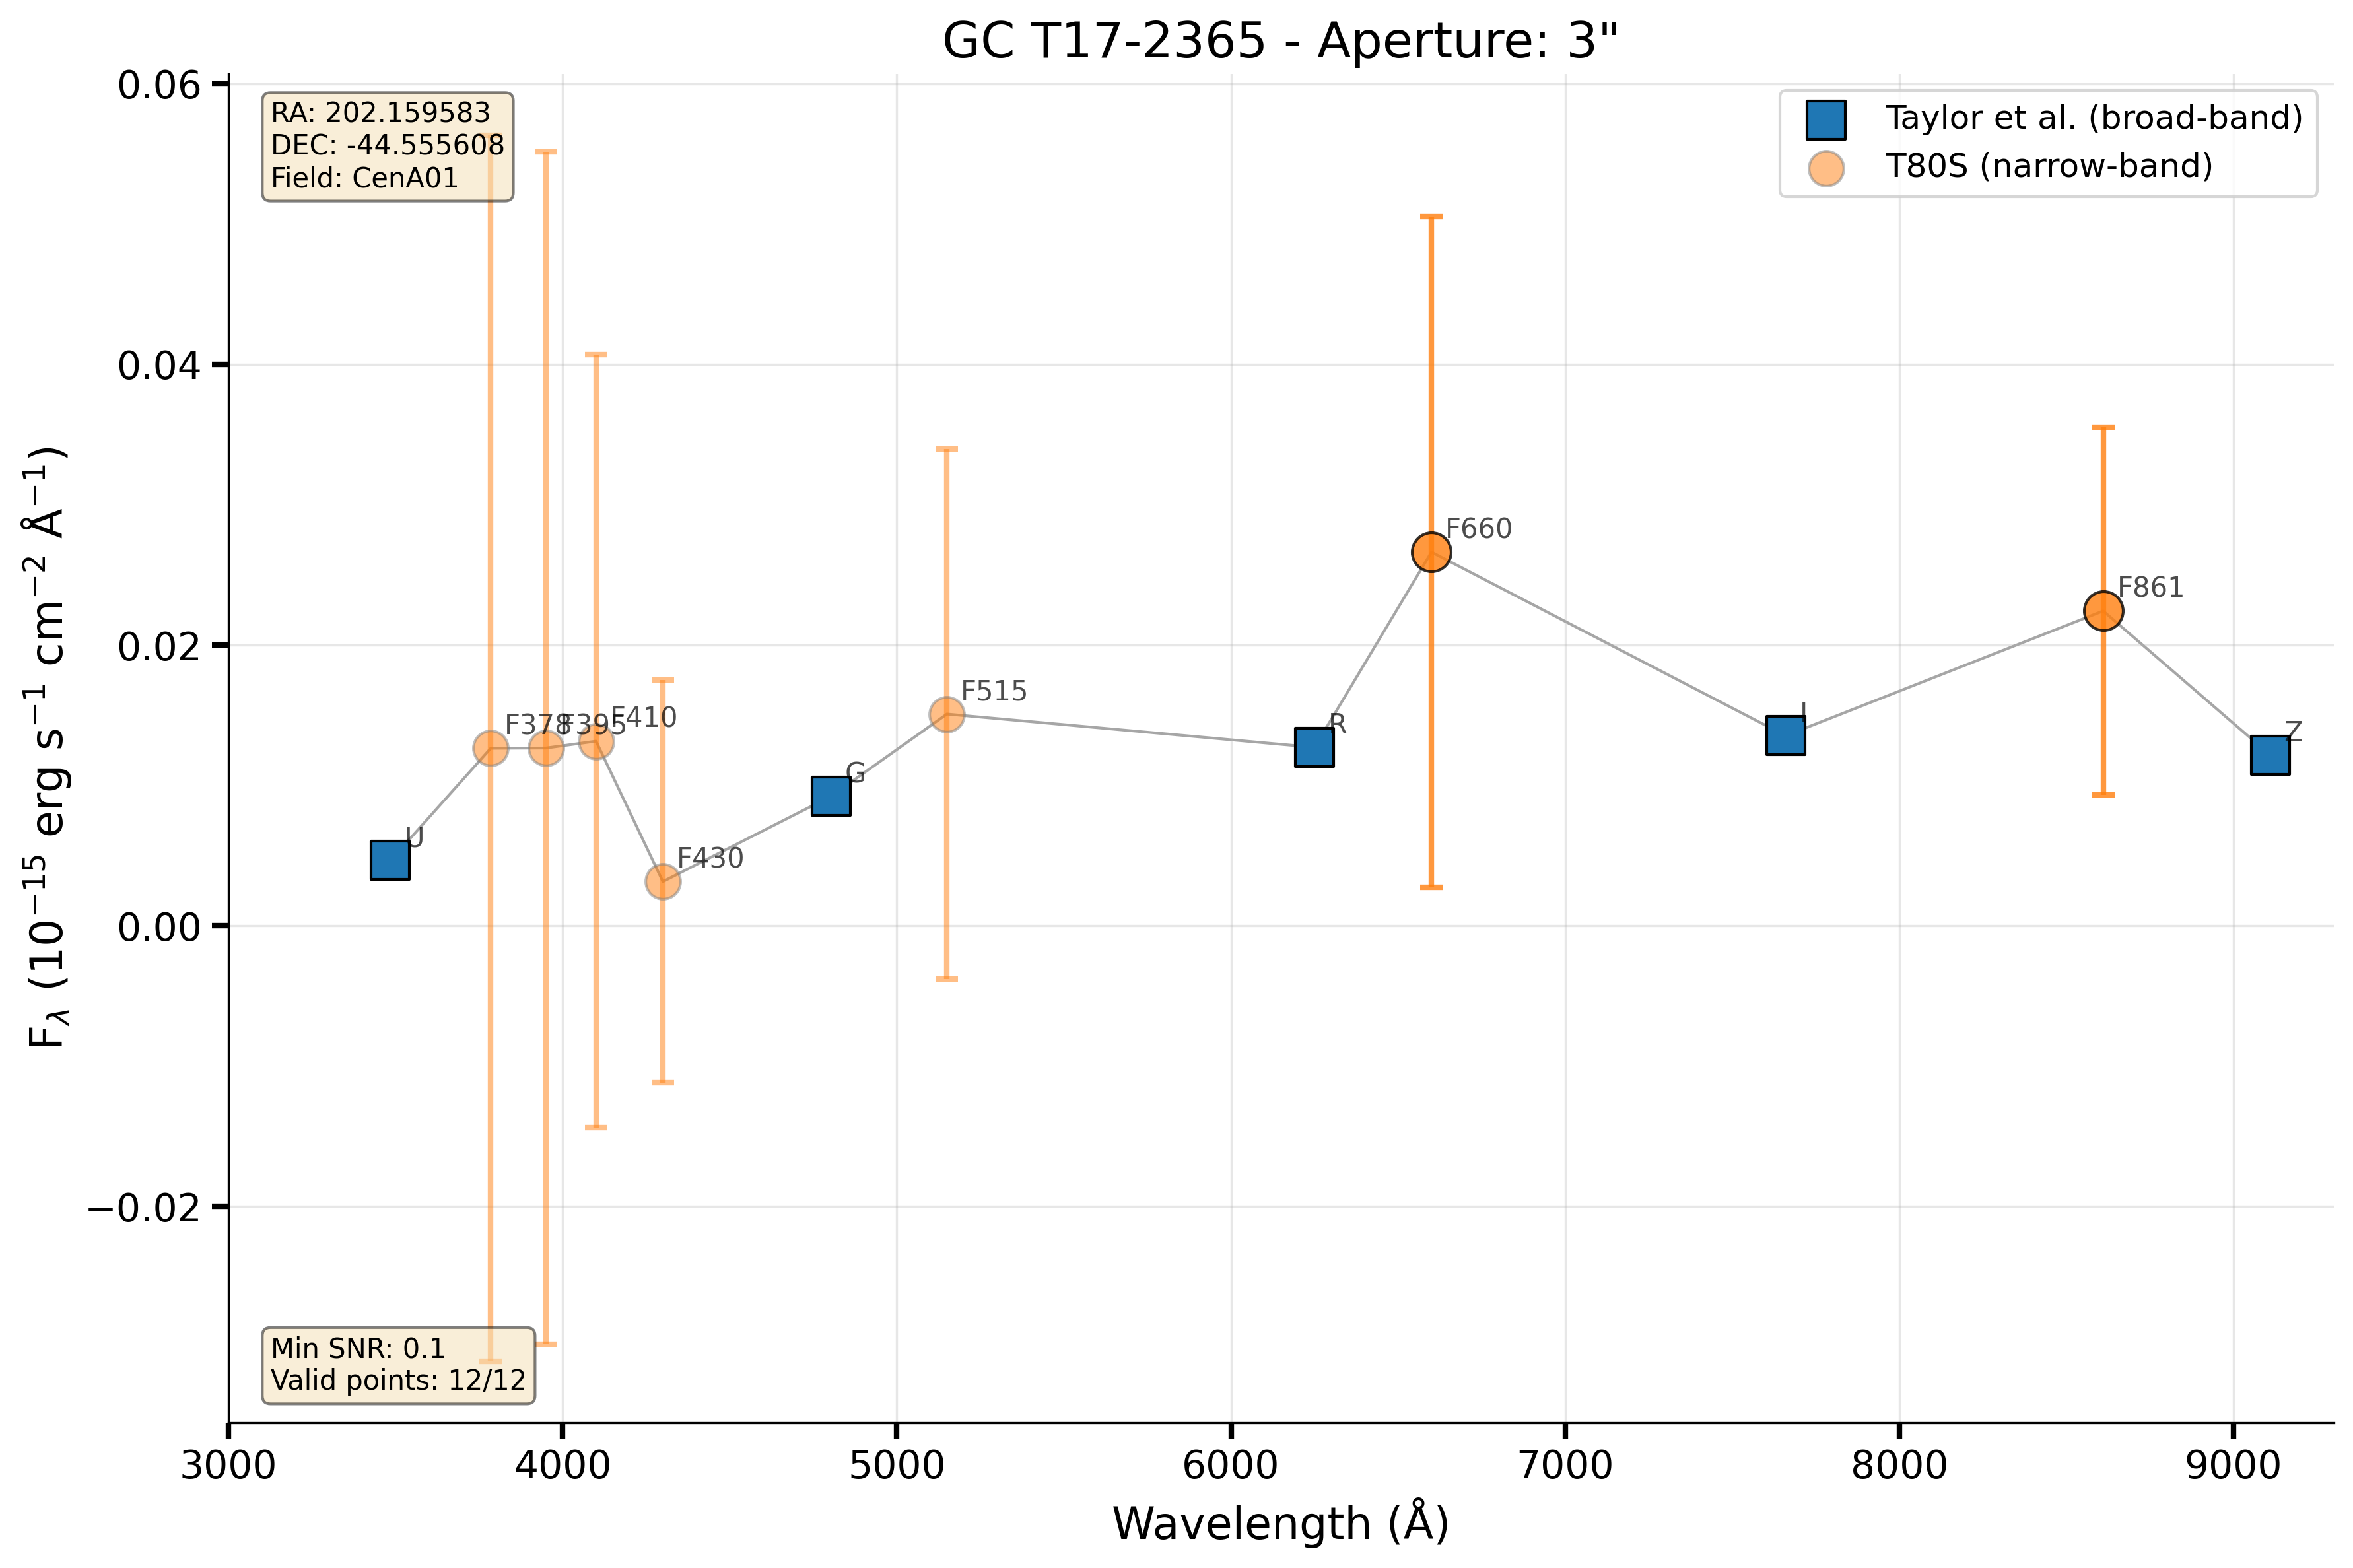 GC T17-2365 - Aperture: 3"
RA: 202.159583
DEC: -44.555608
Field: CenA01
Taylor et al. (broad-band)
T80S (narrow-band)
0.06
0.04
0.02
0.00
−0.02
F_λ (10⁻¹⁵ erg s⁻¹ cm⁻² Å⁻¹)
U
F378
F395
F410
F430
G
F515
R
F660
I
F861
Z
Min SNR: 0.1
Valid points: 12/12
3000
4000
5000
6000
7000
8000
9000
Wavelength (Å)